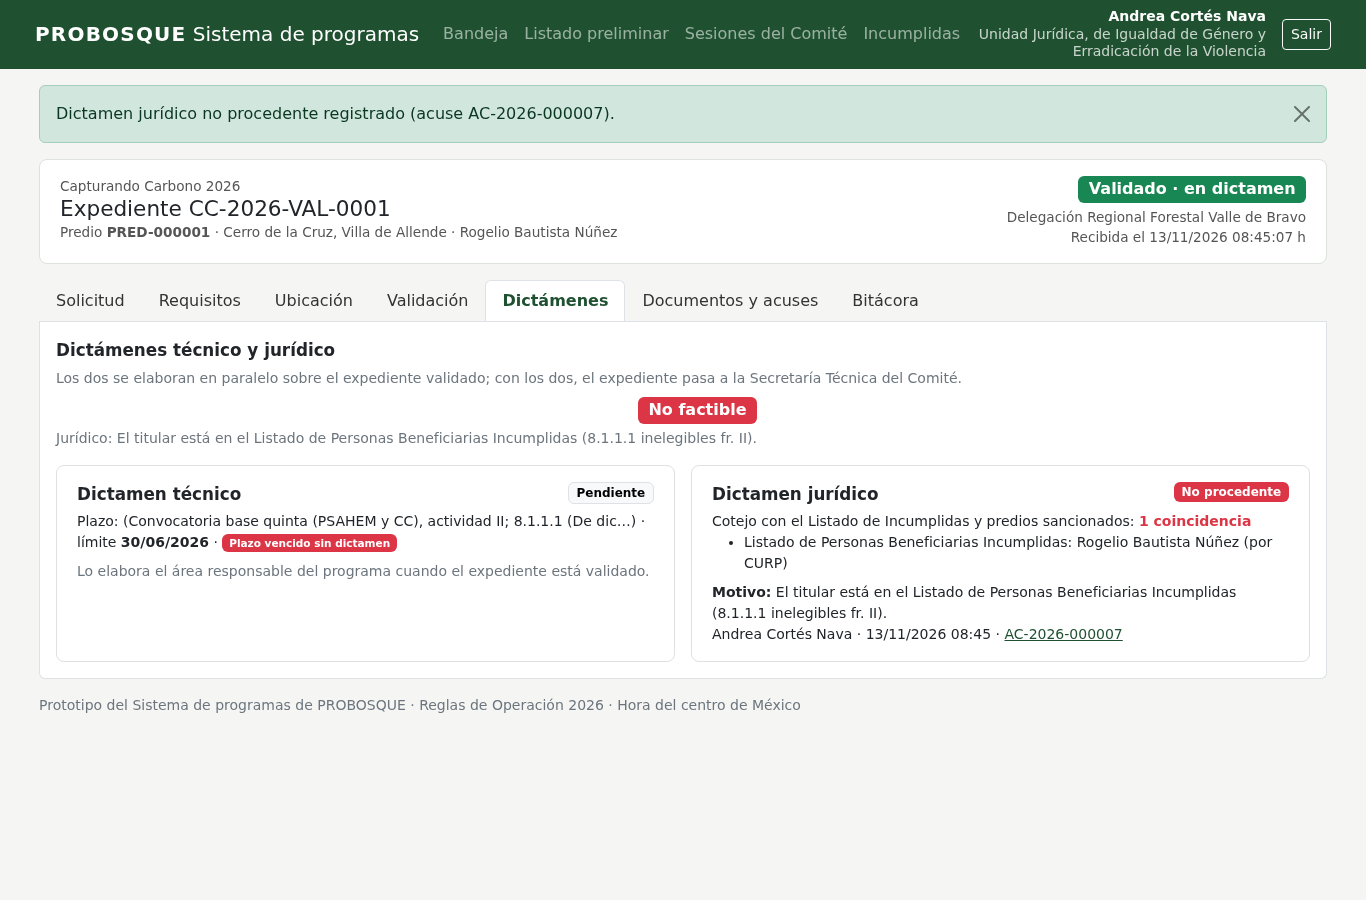 PROBOSQUE Sistema de programas
Bandeja
Listado preliminar
Sesiones del Comité
Incumplidas
Andrea Cortés Nava
Unidad Jurídica, de Igualdad de Género y
Erradicación de la Violencia
Salir
Dictamen jurídico no procedente registrado (acuse AC-2026-000007).
Capturando Carbono 2026
Expediente CC-2026-VAL-0001
Predio PRED-000001 · Cerro de la Cruz, Villa de Allende · Rogelio Bautista Núñez
Validado · en dictamen
Delegación Regional Forestal Valle de Bravo
Recibida el 13/11/2026 08:45:07 h
Solicitud
Requisitos
Ubicación
Validación
Dictámenes
Documentos y acuses
Bitácora
Dictámenes técnico y jurídico
Los dos se elaboran en paralelo sobre el expediente validado; con los dos, el expediente pasa a la Secretaría Técnica del Comité.
No factible
Jurídico: El titular está en el Listado de Personas Beneficiarias Incumplidas (8.1.1.1 inelegibles fr. II).
Dictamen técnico
Pendiente
Plazo: (Convocatoria base quinta (PSAHEM y CC), actividad II; 8.1.1.1 (De dic…) ·
límite 30/06/2026 · Plazo vencido sin dictamen
Lo elabora el área responsable del programa cuando el expediente está validado.
Dictamen jurídico
No procedente
Cotejo con el Listado de Incumplidas y predios sancionados: 1 coincidencia
• Listado de Personas Beneficiarias Incumplidas: Rogelio Bautista Núñez (por
CURP)
Motivo: El titular está en el Listado de Personas Beneficiarias Incumplidas
(8.1.1.1 inelegibles fr. II).
Andrea Cortés Nava · 13/11/2026 08:45 · AC-2026-000007
Prototipo del Sistema de programas de PROBOSQUE · Reglas de Operación 2026 · Hora del centro de México